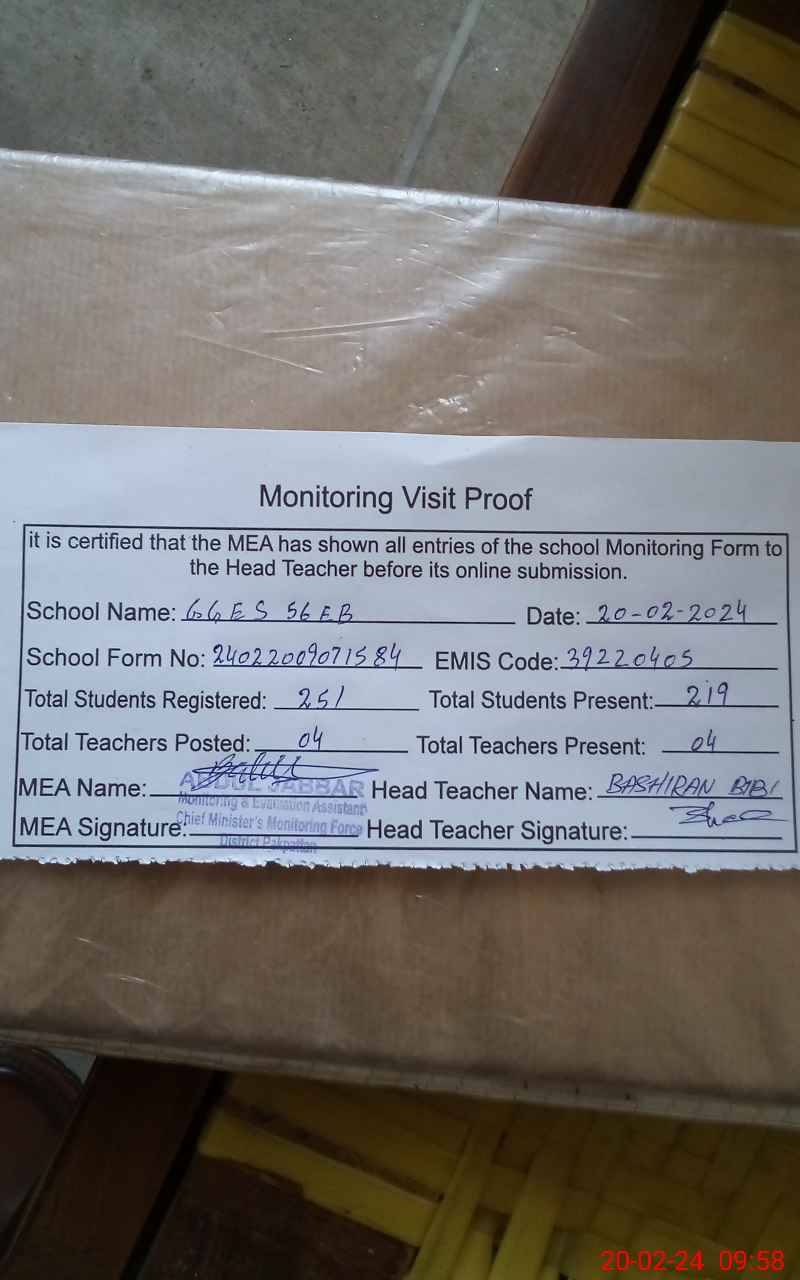 Monitoring Visit Proof
it is certified that the MEA has shown all entries of the school Monitoring Form to
the Head Teacher before its online submission.
School Name: GGES 56 EB Date: 20-02-2024
School Form No: 24022009071584 EMIS Code: 39220405
Total Students Registered: 251 Total Students Present: 219
Total Teachers Posted: 04 Total Teachers Present: 04
MEA Name: ABDUL JABBAR Head Teacher Name: BASHIRAN BIBI
Monitoring & Evaluation Assistant
MEA Signature: Chief Minister's Monitoring Force Head Teacher Signature:
District Pakpattan
20-02-24 09:58